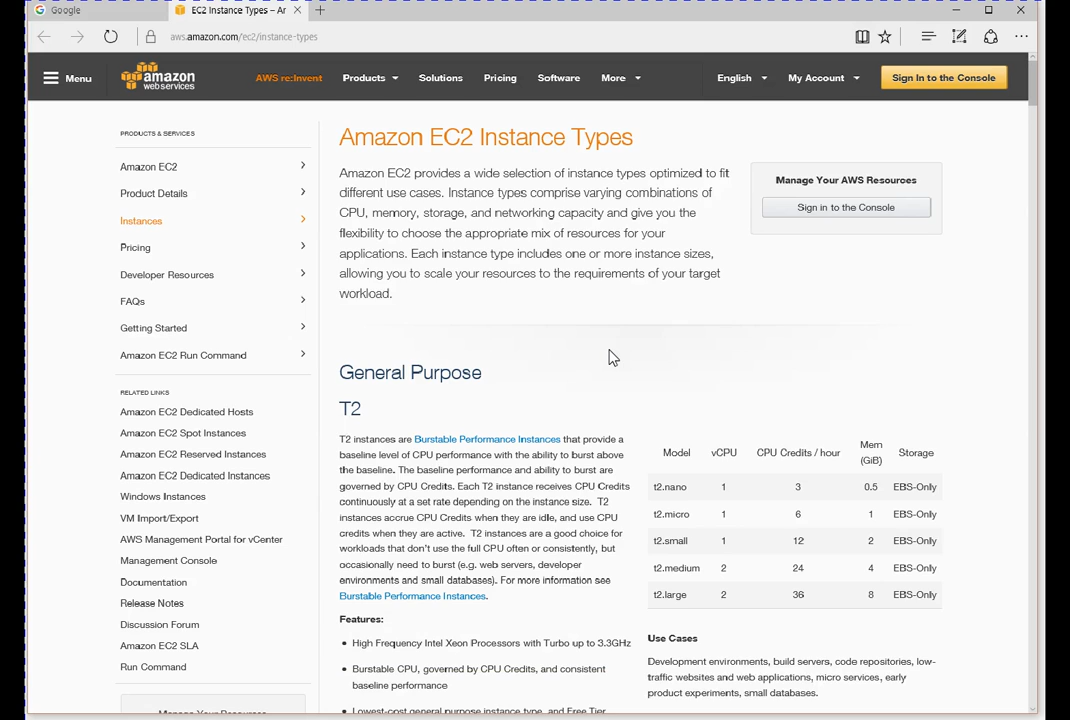 Google
EC2 Instance Types – Ar
aws.amazon.com/ec2/instance-types
Menu
amazon
webservices
AWS re:Invent
Products
Solutions
Pricing
Software
More
English
My Account
Sign In to the Console
PRODUCTS & SERVICES
Amazon EC2
Product Details
Instances
Pricing
Developer Resources
FAQs
Getting Started
Amazon EC2 Run Command
RELATED LINKS
Amazon EC2 Dedicated Hosts
Amazon EC2 Spot Instances
Amazon EC2 Reserved Instances
Amazon EC2 Dedicated Instances
Windows Instances
VM Import/Export
AWS Management Portal for vCenter
Management Console
Documentation
Release Notes
Discussion Forum
Amazon EC2 SLA
Run Command
Manage Your Resources
Amazon EC2 Instance Types
Amazon EC2 provides a wide selection of instance types optimized to fit
different use cases. Instance types comprise varying combinations of
CPU, memory, storage, and networking capacity and give you the
flexibility to choose the appropriate mix of resources for your
applications. Each instance type includes one or more instance sizes,
allowing you to scale your resources to the requirements of your target
workload.
Manage Your AWS Resources
Sign in to the Console
General Purpose
T2
T2 instances are Burstable Performance Instances that provide a
baseline level of CPU performance with the ability to burst above
the baseline. The baseline performance and ability to burst are
governed by CPU Credits. Each T2 instance receives CPU Credits
continuously at a set rate depending on the instance size. T2
instances accrue CPU Credits when they are idle, and use CPU
credits when they are active. T2 instances are a good choice for
workloads that don't use the full CPU often or consistently, but
occasionally need to burst (e.g. web servers, developer
environments and small databases). For more information see
Burstable Performance Instances.
Features:
• High Frequency Intel Xeon Processors with Turbo up to 3.3GHz
• Burstable CPU, governed by CPU Credits, and consistent
baseline performance
• Lowest-cost general purpose instance type, and Free Tier
Model vCPU CPU Credits / hour Mem (GiB) Storage
t2.nano 1 3 0.5 EBS-Only
t2.micro 1 6 1 EBS-Only
t2.small 1 12 2 EBS-Only
t2.medium 2 24 4 EBS-Only
t2.large 2 36 8 EBS-Only
Use Cases
Development environments, build servers, code repositories, low-
traffic websites and web applications, micro services, early
product experiments, small databases.